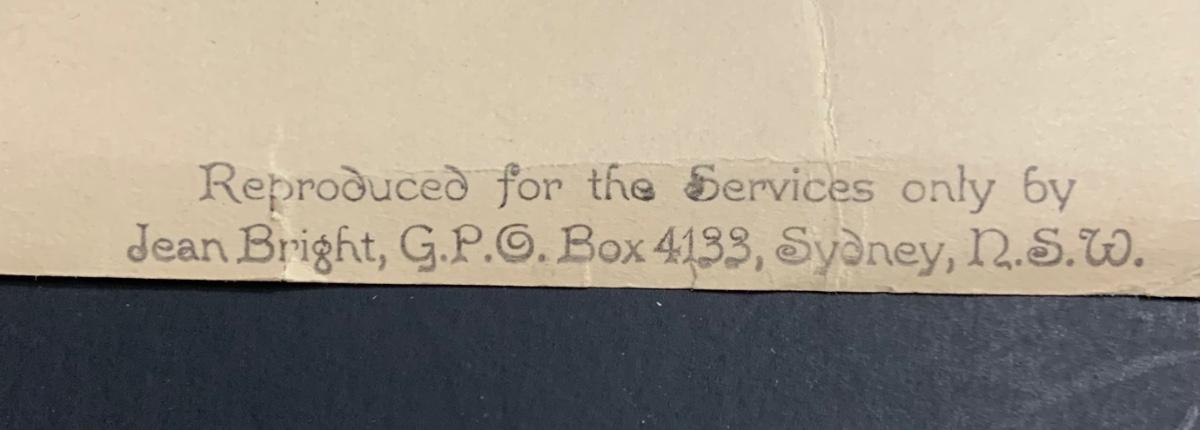 Reproduced for the Services only by
Jean Bright, G.P.O. Box 4133, Sydney, N.S.W.